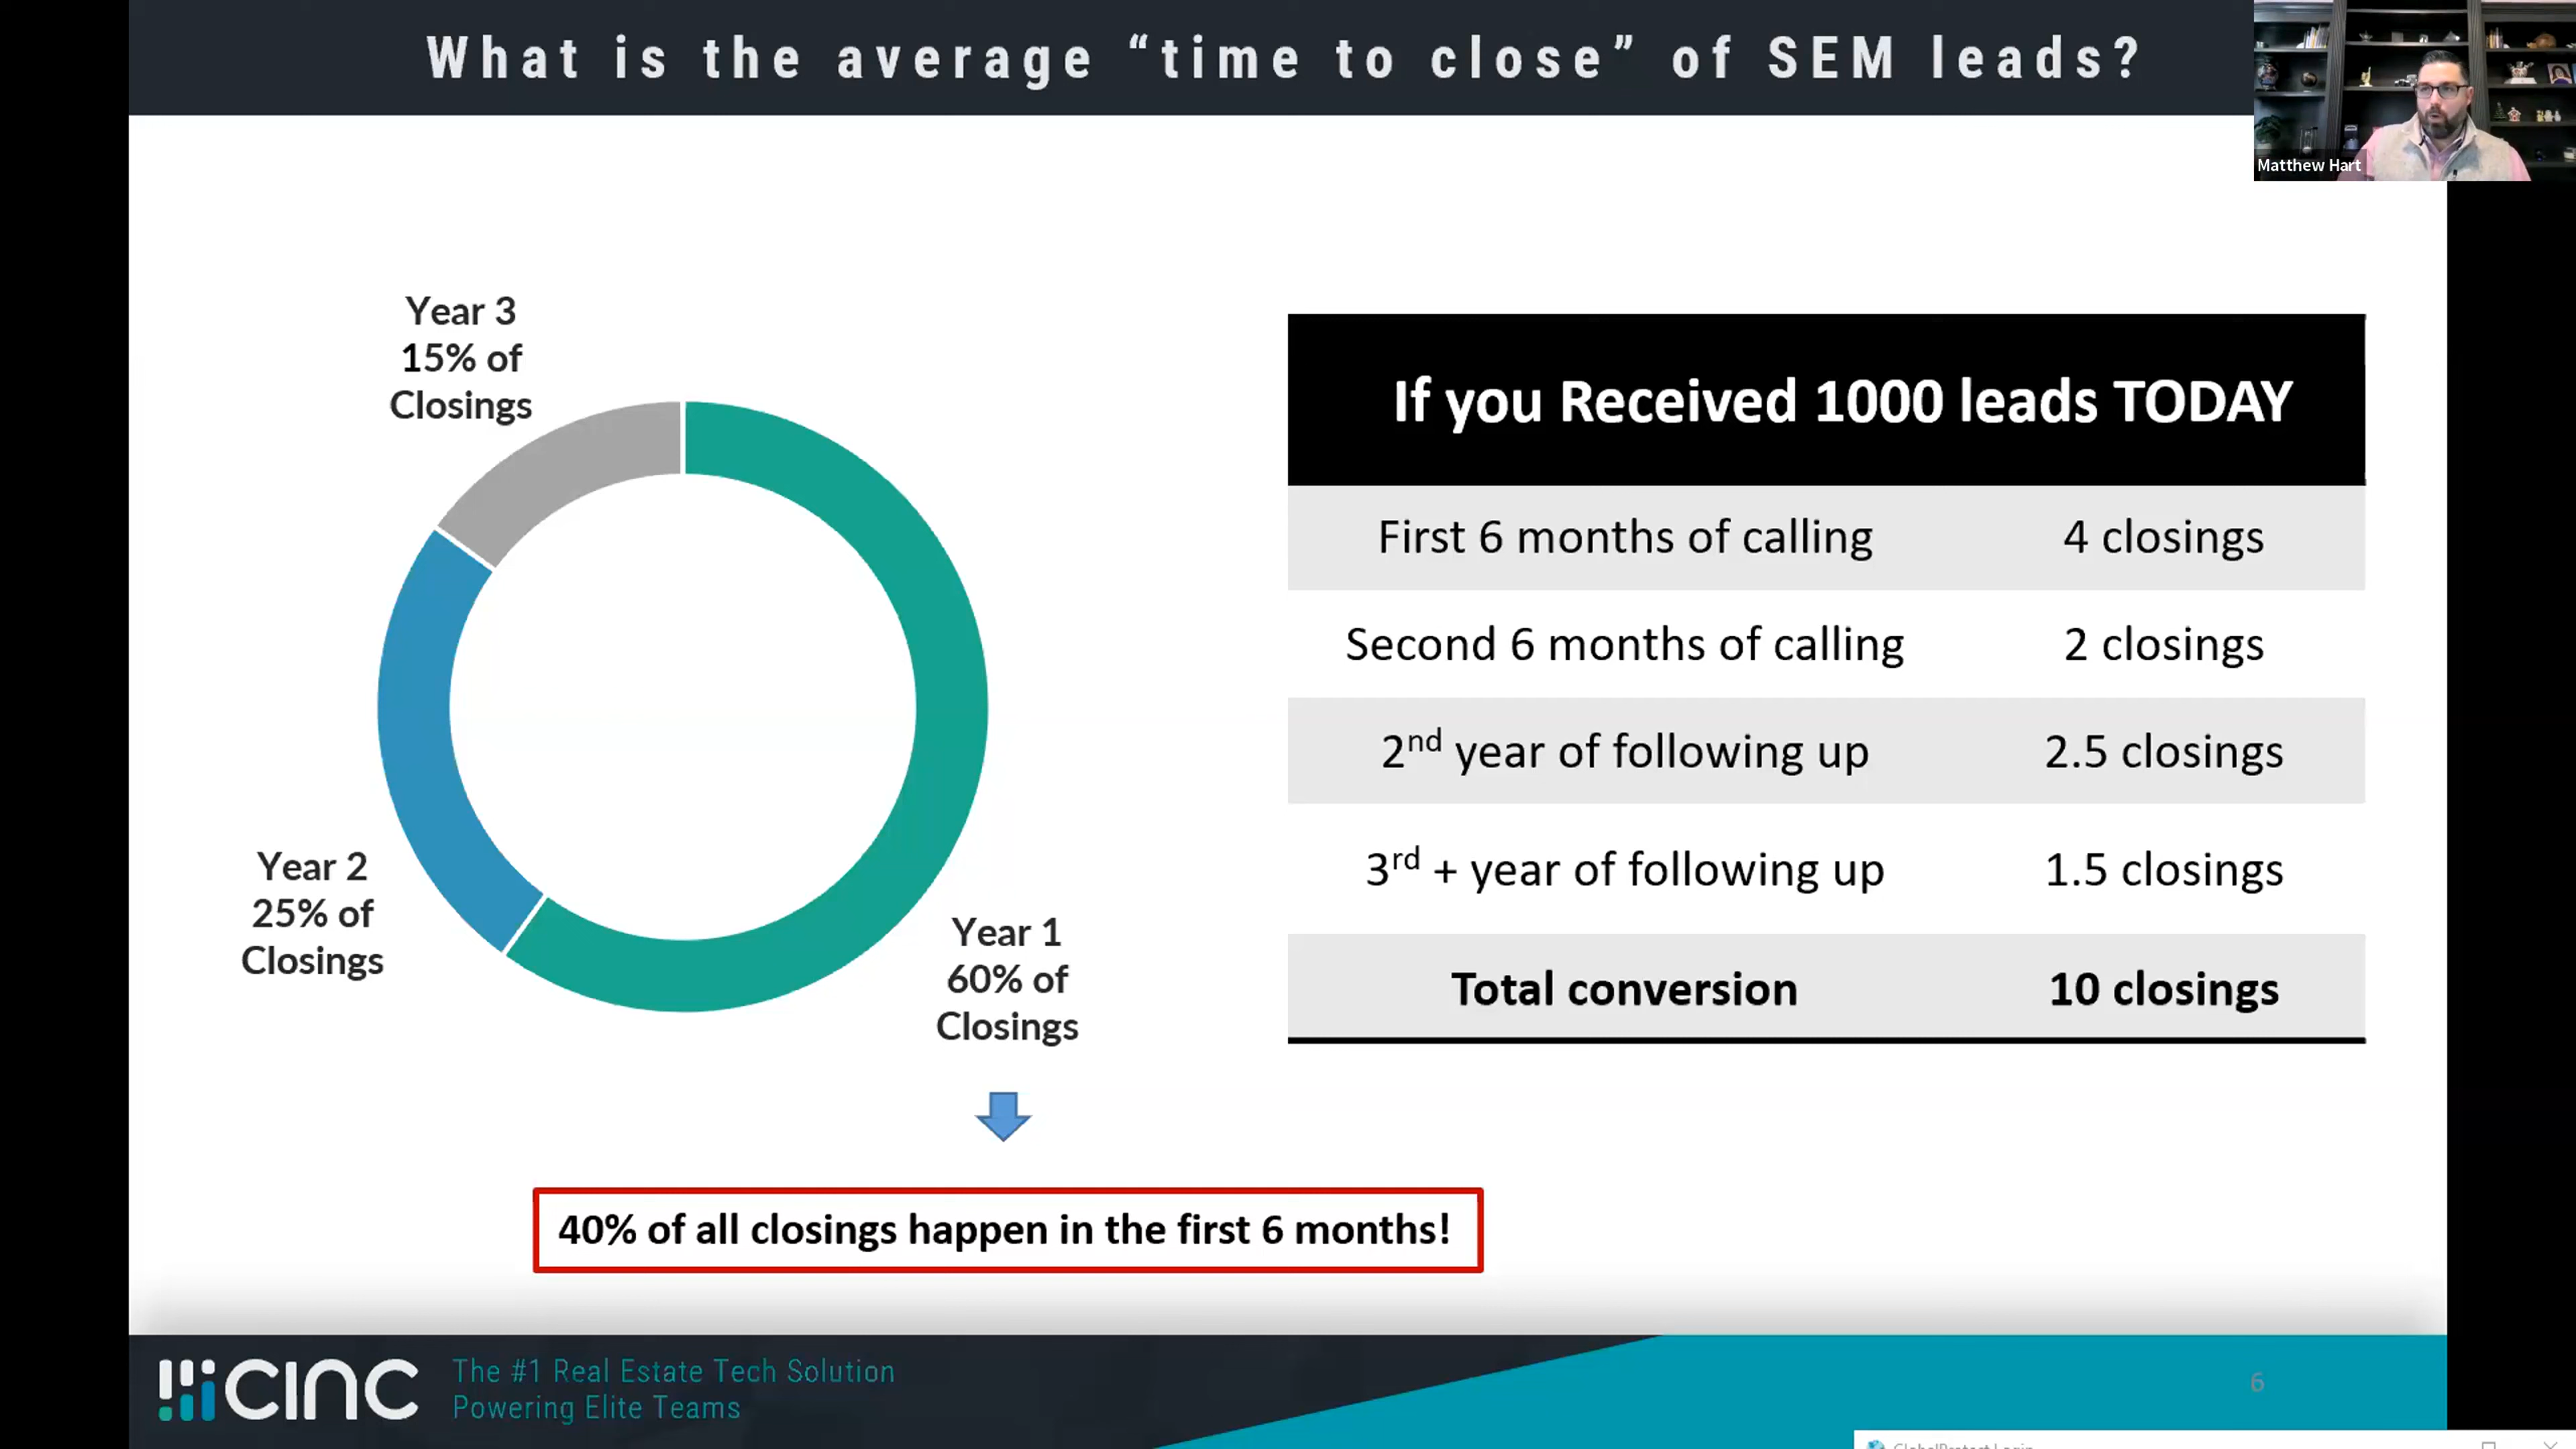 What is the average “time to close” of SEM leads?
Matthew Hart
Year 3
15% of
Closings
Year 2
25% of
Closings
Year 1
60% of
Closings
40% of all closings happen in the first 6 months!
If you Received 1000 leads TODAY
First 6 months of calling 4 closings
Second 6 months of calling 2 closings
2nd year of following up 2.5 closings
3rd + year of following up 1.5 closings
Total conversion 10 closings
CINC
The #1 Real Estate Tech Solution
Powering Elite Teams
6
GlobalProtect Login